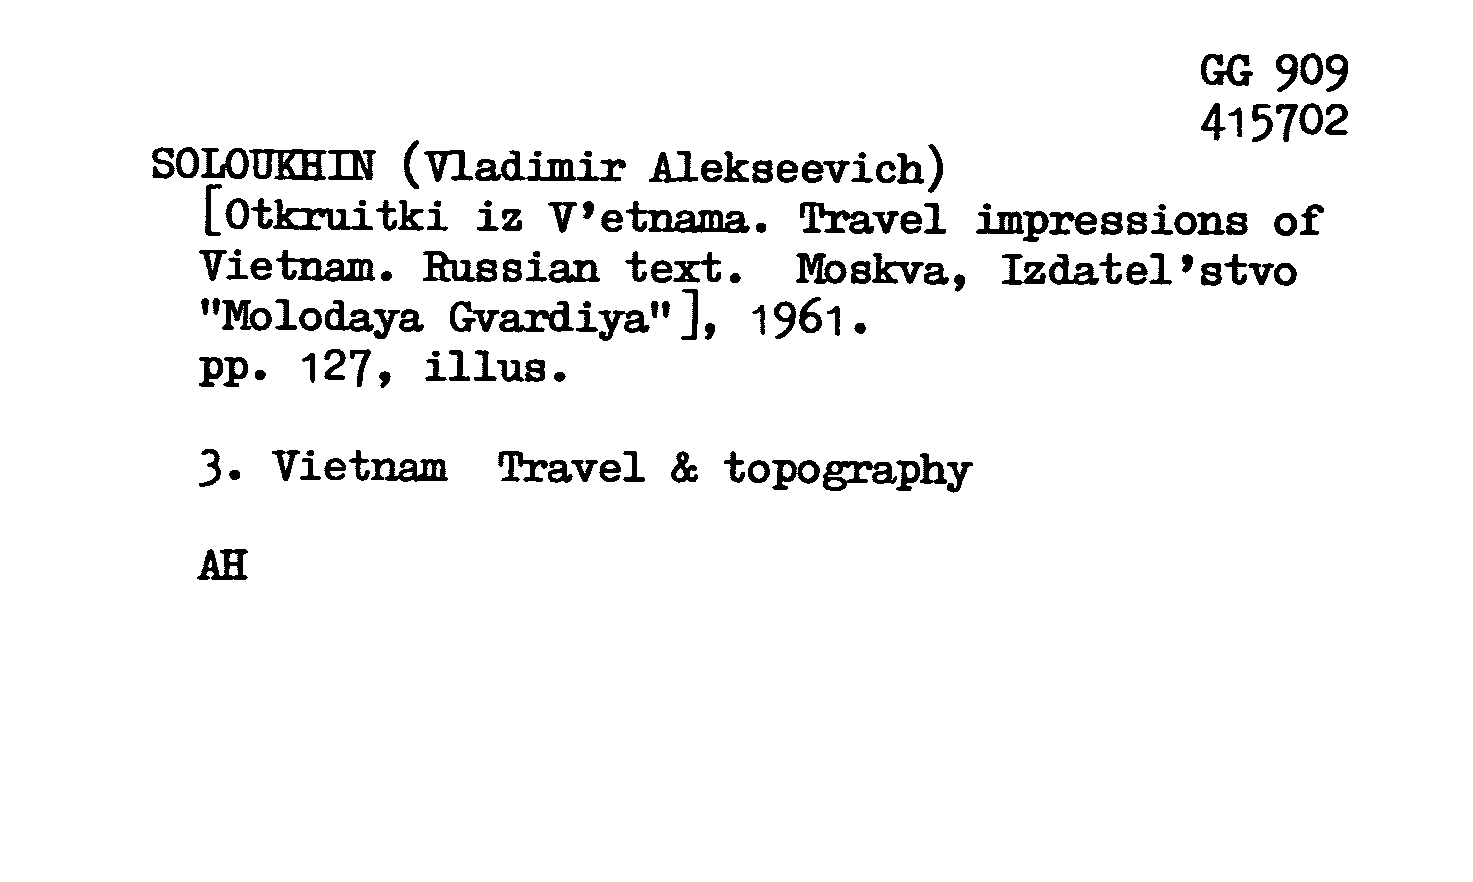 GG 909
415702
SOLOUKHIN (Vladimir Alekseevich)
[Otkruitki iz V'etnama. Travel impressions of
Vietnam. Russian text. Moskva, Izdatel'stvo
"Molodaya Gvardiya"], 1961.
pp. 127, illus.
3. Vietnam Travel & topography
AH